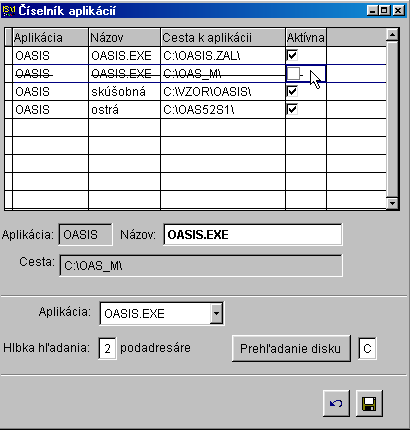 Číselník aplikácií
Aplikácia Názov Cesta k aplikácii Aktívna
OASIS OASIS.EXE C:\OASIS.ZAL\
OASIS OASIS.EXE C:\OAS_M\
OASIS skúšobná C:\VZOR\OASIS\
OASIS ostrá C:\OAS52S1\
Aplikácia: OASIS Názov: OASIS.EXE
Cesta: C:\OAS_M\
Aplikácia: OASIS.EXE
Hĺbka hľadania: 2 podadresáre Prehľadanie disku C